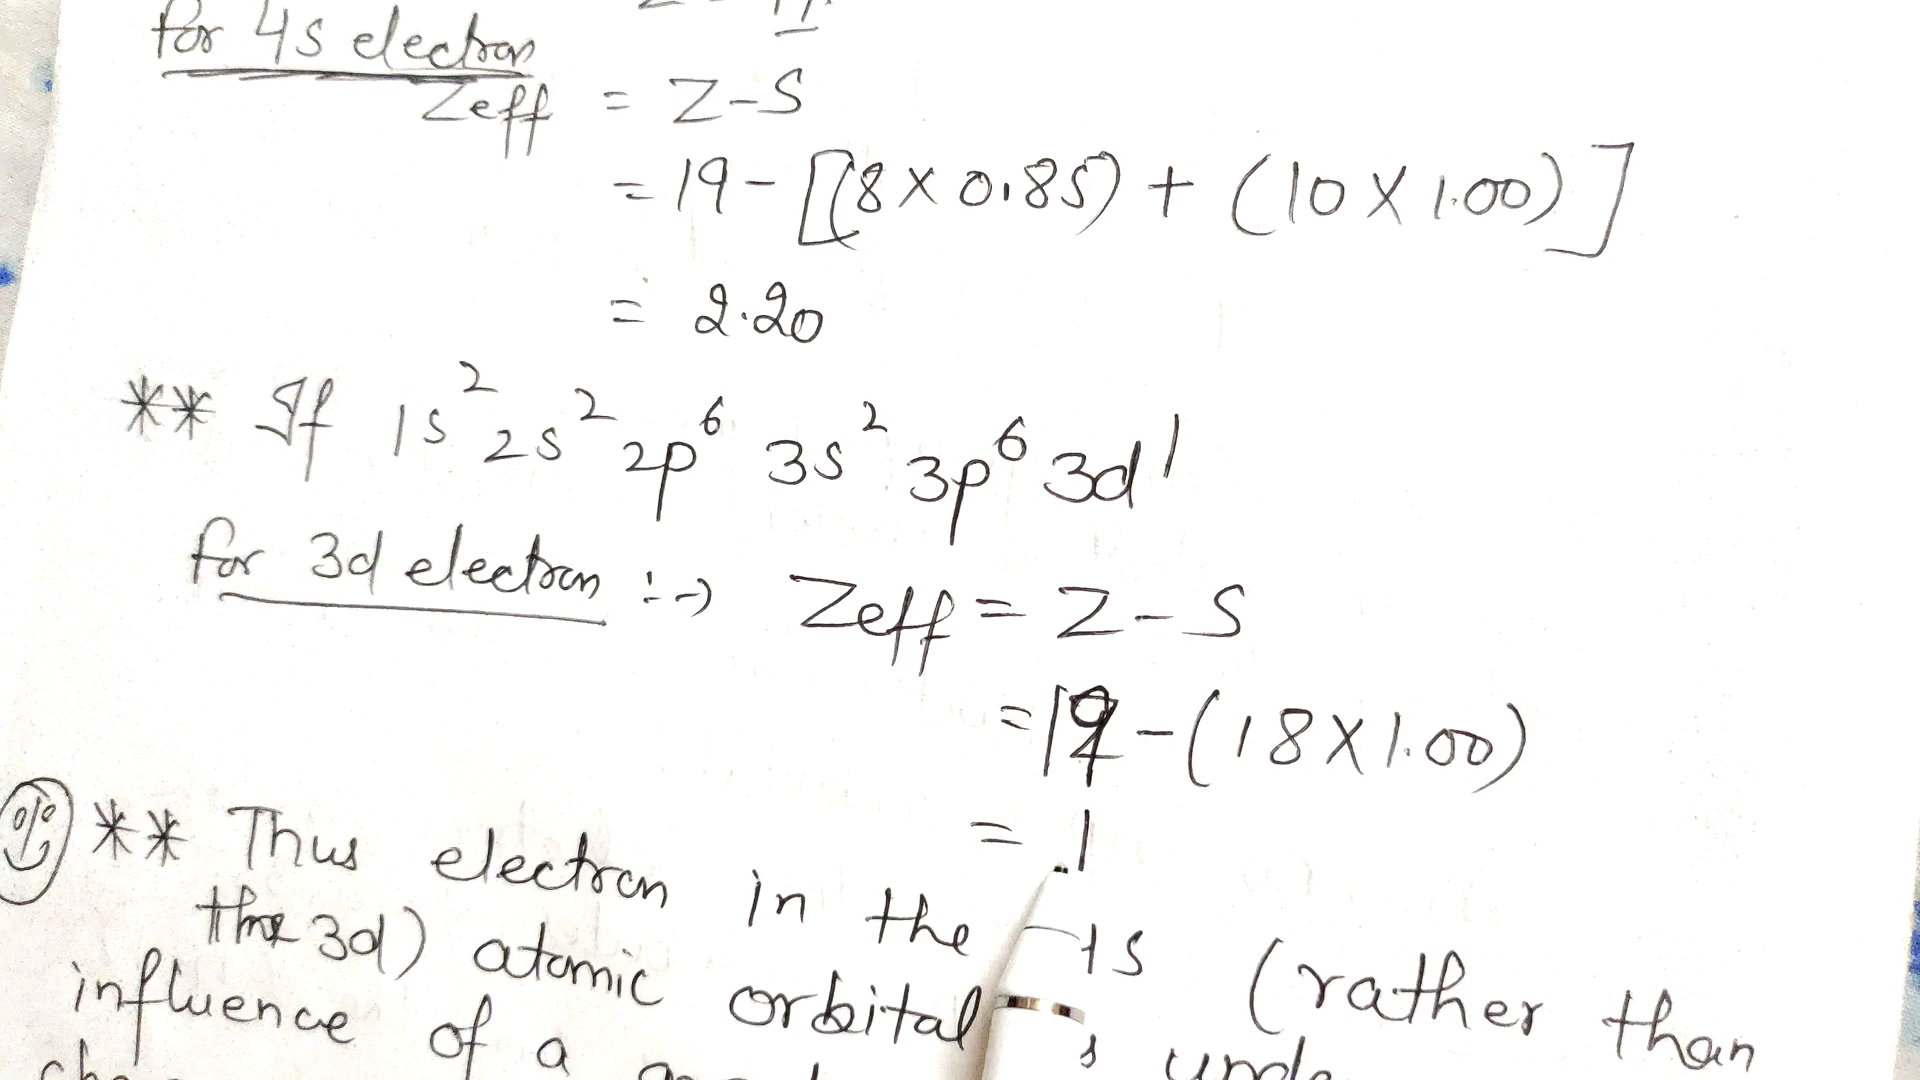 for 4s electron
Zeff = Z-S
= 19 - [(8 X 0.85) + (10 X 1.00)]
= 2.20
** If 1s² 2s² 2p⁶ 3s² 3p⁶ 3d¹
for 3d electron :→ Zeff = Z-S
= 19 - (18 X 1.00)
= 1
** Thus electron in the 4s (rather than
the 3d) atomic orbital is under
influence of a